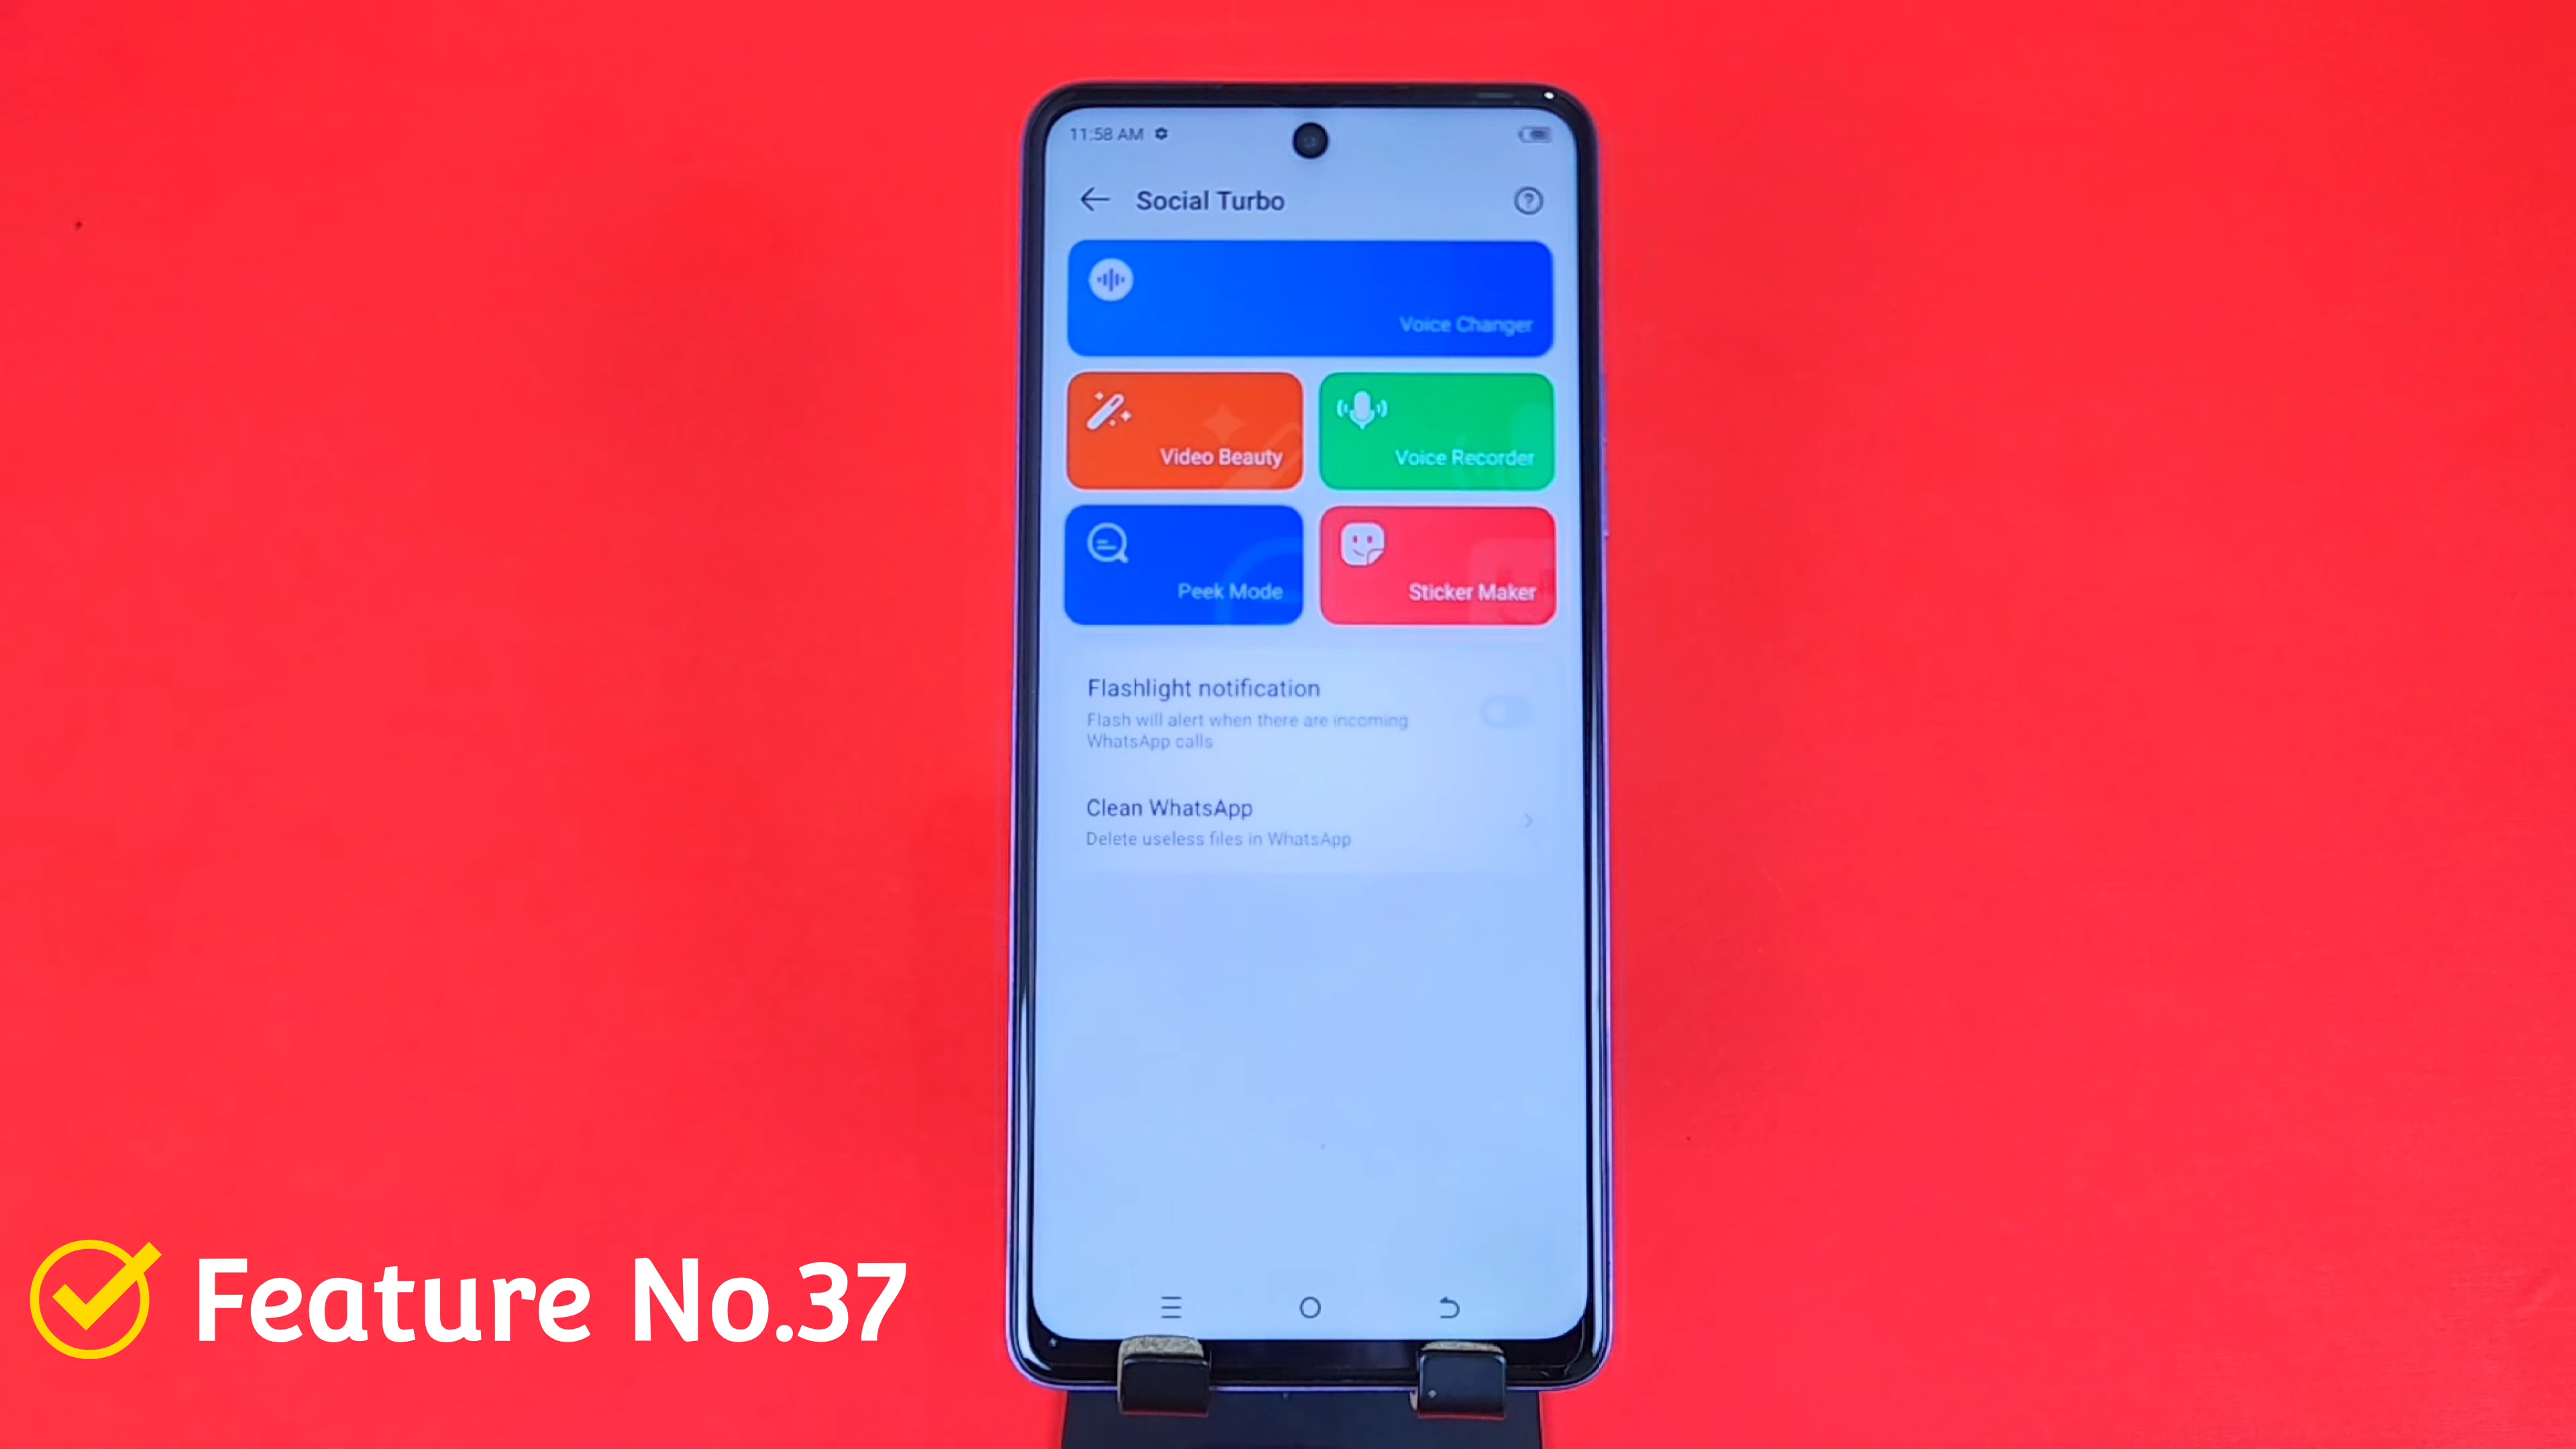 11:58 AM
Social Turbo
Voice Changer
Video Beauty
Voice Recorder
Peek Mode
Sticker Maker
Flashlight notification
Flash will alert when there are incoming
WhatsApp calls
Clean WhatsApp
Delete useless files in WhatsApp
Feature No.37